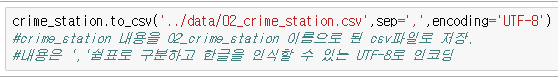 crime_station.to_csv('../data/02_crime_station.csv',sep=',',encoding='UTF-8')
#crime_station 내용을 02_crime_station 이름으로 된 csv파일로 저장.
#내용은 ','쉼표로 구분하고 한글을 인식할 수 있는 UTF-8로 인코딩